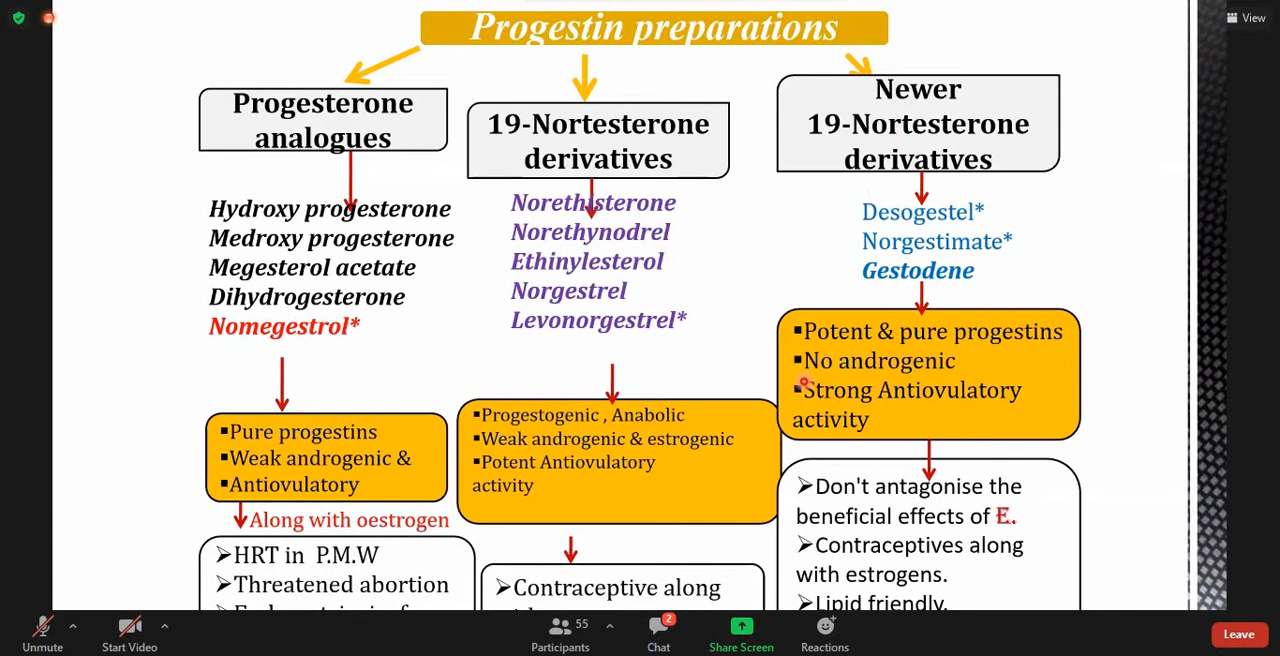 View
Progestin preparations
Progesterone
analogues
Hydroxy progesterone
Medroxy progesterone
Megesterol acetate
Dihydrogesterone
Nomegestrol*
▪Pure progestins
▪Weak androgenic &
▪Antiovulatory
Along with oestrogen
➢HRT in P.M.W
➢Threatened abortion
19-Nortesterone
derivatives
Norethisterone
Norethynodrel
Ethinylesterol
Norgestrel
Levonorgestrel*
▪Progestogenic , Anabolic
▪Weak androgenic & estrogenic
▪Potent Antiovulatory
activity
➢Contraceptive along
Newer
19-Nortesterone
derivatives
Desogestel*
Norgestimate*
Gestodene
▪Potent & pure progestins
▪No androgenic
▪Strong Antiovulatory
activity
➢Don't antagonise the
beneficial effects of E.
➢Contraceptives along
with estrogens.
➢Lipid friendly.
Unmute
Start Video
55
Participants
2
Chat
Share Screen
Reactions
Leave